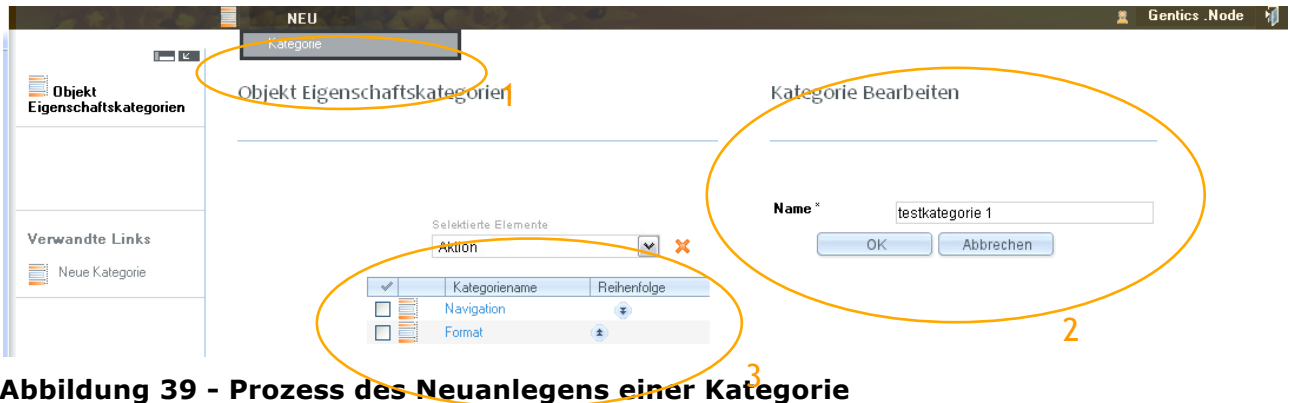 NEU
Gentics .Node
Kategorie
Objekt
Eigenschaftskategorien
Objekt Eigenschaftskategorien
1
Kategorie Bearbeiten
Name *
testkategorie 1
OK
Abbrechen
2
Verwandte Links
Neue Kategorie
Selektierte Elemente
Aktion
Kategoriename
Reihenfolge
Navigation
Format
3
Abbildung 39 - Prozess des Neuanlegens einer Kategorie